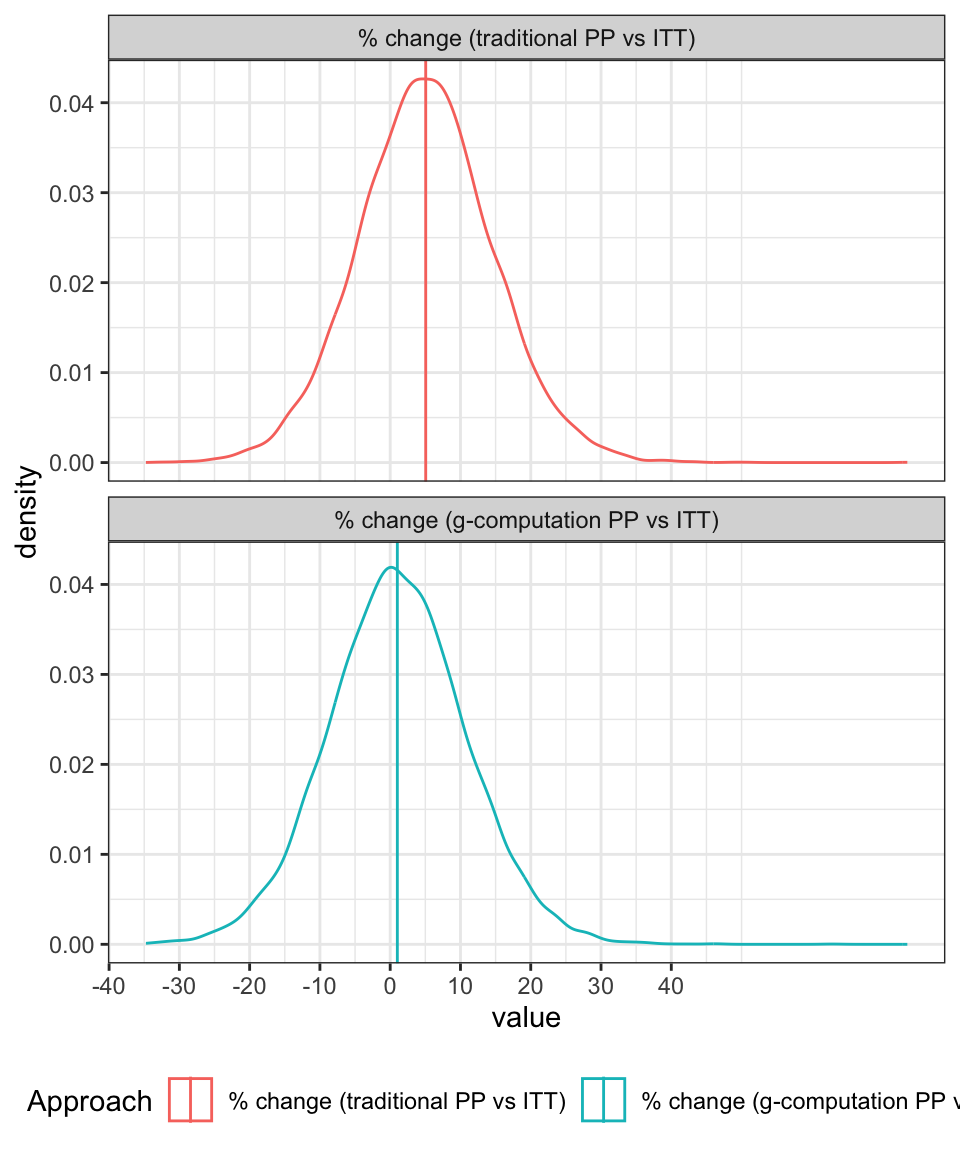 % change (traditional PP vs ITT)
0.04
0.03
0.02
0.01
0.00
density
% change (g-computation PP vs ITT)
0.04
0.03
0.02
0.01
0.00
-40 -30 -20 -10 0 10 20 30 40
value
Approach % change (traditional PP vs ITT) % change (g-computation PP